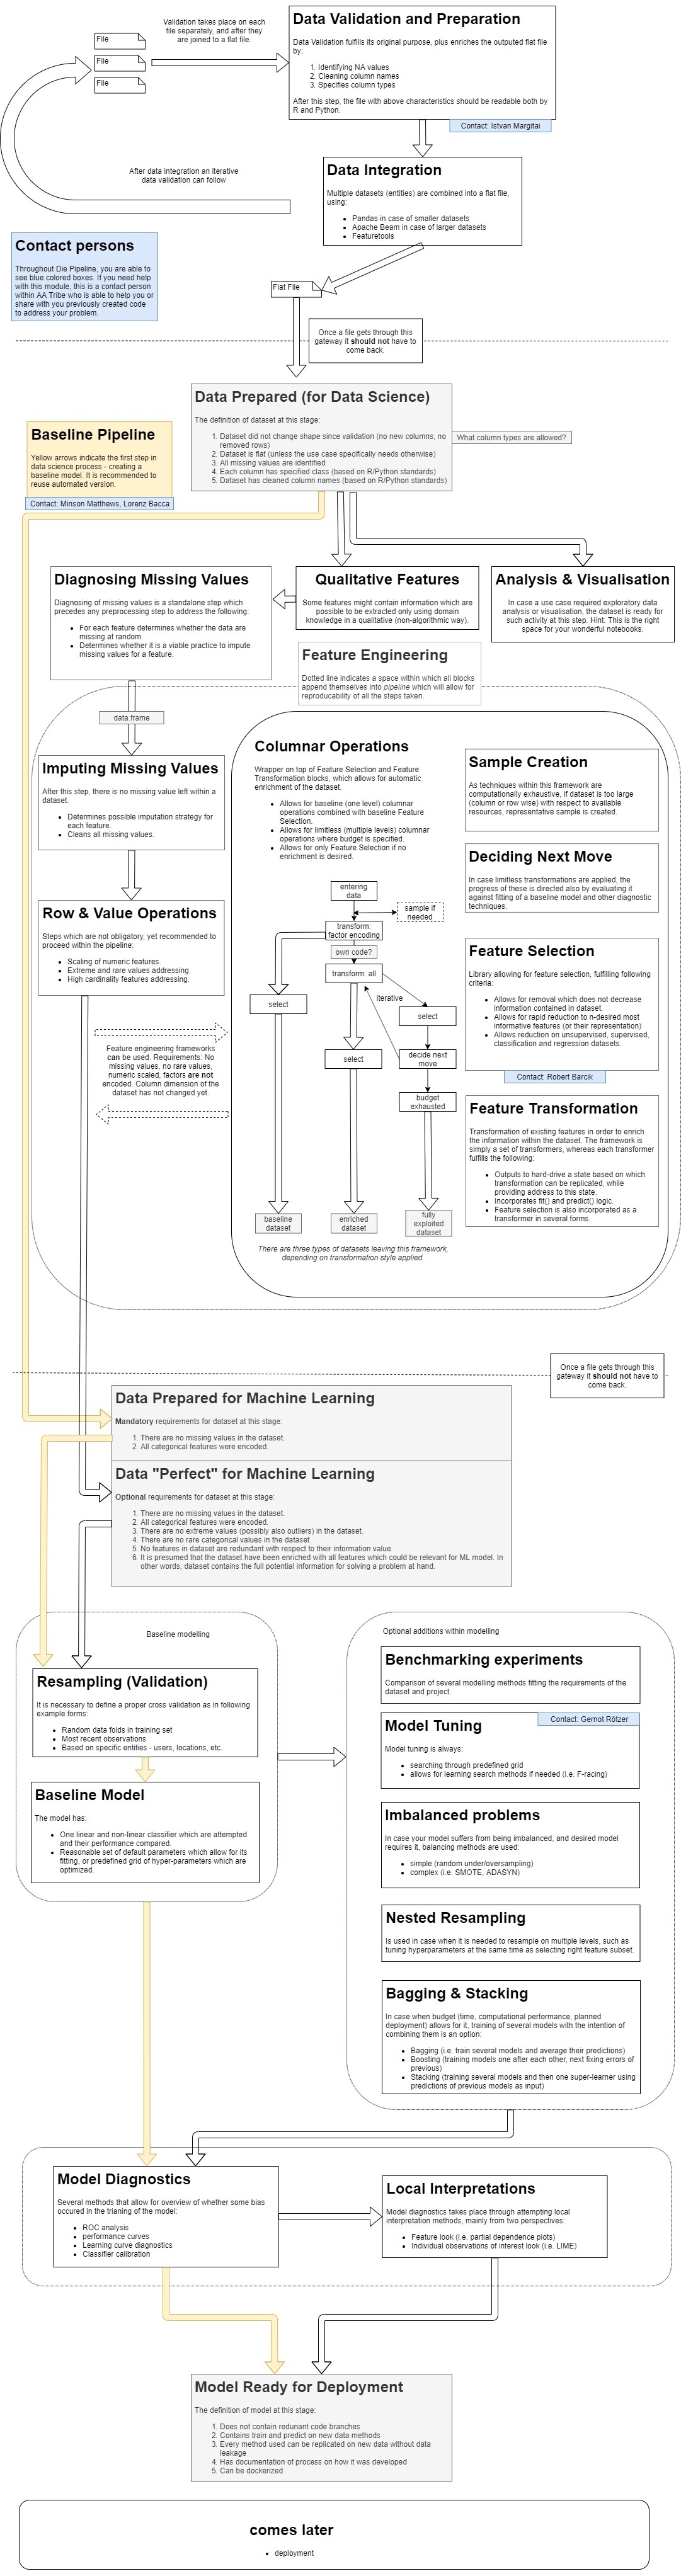 File
File
File
Validation takes place on each
file separately, and after they
are joined to a flat file.
Data Validation and Preparation
Data Validation fulfills its original purpose, plus enriches the outputed flat file
by:
1. Identifying NA values
2. Cleaning column names
3. Specifies column types
After this step, the file with above characteristics should be readable both by
R and Python.
Contact: Istvan Margitai
After data integration an iterative
data validation can follow
Data Integration
Multiple datasets (entities) are combined into a flat file,
using:
• Pandas in case of smaller datasets
• Apache Beam in case of larger datasets
• Featuretools
Contact persons
Throughout Die Pipeline, you are able to
see blue colored boxes. If you need help
with this module, this is a contact person
within AA Tribe who is able to help you or
share with you previously created code
to address your problem.
Flat File
Once a file gets through this
gateway it should not have to
come back.
Data Prepared (for Data Science)
The definition of dataset at this stage:
1. Dataset did not change shape since validation (no new columns, no
removed rows)
2. Dataset is flat (unless the use case specifically needs otherwise)
3. All missing values are identified
4. Each column has specified class (based on R/Python standards)
5. Dataset has cleaned column names (based on R/Python standards)
What column types are allowed?
Baseline Pipeline
Yellow arrows indicate the first step in
data science process - creating a
baseline model. It is recommended to
reuse automated version.
Contact: Minson Matthews, Lorenz Bacca
Diagnosing Missing Values
Diagnosing of missing values is a standalone step which
precedes any preprocessing step to address the following:
• For each feature determines whether the data are
missing at random.
• Determines whether it is a viable practice to impute
missing values for a feature.
Qualitative Features
Some features might contain information which are
possible to be extracted only using domain
knowledge in a qualitative (non-algorithmic way).
Analysis & Visualisation
In case a use case required exploratory data
analysis or visualisation, the dataset is ready for
such activity at this step. Hint: This is the right
space for your wonderful notebooks.
Feature Engineering
Dotted line indicates a space within which all blocks
append themselves into pipeline which will allow for
reproducability of all the steps taken.
data.frame
Imputing Missing Values
After this step, there is no missing value left within a
dataset.
• Determines possible imputation strategy for
each feature.
• Cleans all missing values.
Row & Value Operations
Steps which are not obligatory, yet recommended to
proceed within the pipeline:
• Scaling of numeric features.
• Extreme and rare values addressing.
• High cardinality features addressing.
Feature engineering frameworks
can be used. Requirements: No
missing values, no rare values,
numeric scaled, factors are not
encoded. Column dimension of the
dataset has not changed yet.
Columnar Operations
Wrapper on top of Feature Selection and Feature
Transformation blocks, which allows for automatic
enrichment of the dataset.
• Allows for baseline (one level) columnar
operations combined with baseline Feature
Selection.
• Allows for limitless (multiple levels) columnar
operations where budget is specified.
• Allows for only Feature Selection if no
enrichment is desired.
entering
data
sample if
needed
transform:
factor encoding
own code?
transform: all
iterative
select
select
select
decide next
move
budget
exhausted
baseline
dataset
enriched
dataset
fully
exploited
dataset
There are three types of datasets leaving this framework,
depending on transformation style applied.
Sample Creation
As techniques within this framework are
computationally exhaustive, if dataset is too large
(column or row wise) with respect to available
resources, representative sample is created.
Deciding Next Move
In case limitless transformations are applied, the
progress of these is directed also by evaluating it
against fitting of a baseline model and other diagnostic
techniques.
Feature Selection
Library allowing for feature selection, fulfilling following
criteria:
• Allows for removal which does not decrease
information contained in dataset.
• Allows for rapid reduction to n-desired most
informative features (or their representation)
• Allows reduction on unsupervised, supervised,
classification and regression datasets.
Contact: Robert Barcik
Feature Transformation
Transformation of existing features in order to enrich
the information within the dataset. The framework is
simply a set of transformers, whereas each transformer
fulfills the following:
• Outputs to hard-drive a state based on which
transformation can be replicated, while
providing address to this state.
• Incorporates fit() and predict() logic.
• Feature selection is also incorporated as a
transformer in several forms.
Once a file gets through this
gateway it should not have to
come back.
Data Prepared for Machine Learning
Mandatory requirements for dataset at this stage:
1. There are no missing values in the dataset.
2. All categorical features were encoded.
Data "Perfect" for Machine Learning
Optional requirements for dataset at this stage:
1. There are no missing values in the dataset.
2. All categorical features were encoded.
3. There are no extreme values (possibly also outliers) in the dataset.
4. There are no rare categorical values in the dataset.
5. No features in dataset are redundant with respect to their information value.
6. It is presumed that the dataset have been enriched with all features which could be relevant for ML model. In
other words, dataset contains the full potential information for solving a problem at hand.
Baseline modelling
Resampling (Validation)
It is necessary to define a proper cross validation as in following
example forms:
• Random data folds in training set
• Most recent observations
• Based on specific entities - users, locations, etc.
Baseline Model
The model has:
• One linear and non-linear classifier which are attempted
and their performance compared.
• Reasonable set of default parameters which allow for its
fitting, or predefined grid of hyper-parameters which are
optimized.
Optional additions within modelling
Benchmarking experiments
Comparison of several modelling methods fitting the requirements of the
dataset and project.
Contact: Gernot Rötzer
Model Tuning
Model tuning is always:
• searching through predefined grid
• allows for learning search methods if needed (i.e. F-racing)
Imbalanced problems
In case your model suffers from being imbalanced, and desired model
requires it, balancing methods are used:
• simple (random under/oversampling)
• complex (i.e. SMOTE, ADASYN)
Nested Resampling
Is used in case when it is needed to resample on multiple levels, such as
tuning hyperparameters at the same time as selecting right feature subset.
Bagging & Stacking
In case when budget (time, computational performance, planned
deployment) allows for it, training of several models with the intention of
combining them is an option:
• Bagging (i.e. train several models and average their predictions)
• Boosting (training models one after each other, next fixing errors of
previous)
• Stacking (training several models and then one super-learner using
predictions of previous models as input)
Model Diagnostics
Several methods that allow for overview of whether some bias
occured in the trianing of the model:
• ROC analysis
• performance curves
• Learning curve diagnostics
• Classifier calibration
Local Interpretations
Model diagnostics takes place through attempting local
interpretation methods, mainly from two perspectives:
• Feature look (i.e. partial dependence plots)
• Individual observations of interest look (i.e. LIME)
Model Ready for Deployment
The definition of model at this stage:
1. Does not contain redunant code branches
2. Contains train and predict on new data methods
3. Every method used can be replicated on new data without data
leakage
4. Has documentation of process on how it was developed
5. Can be dockerized
comes later
• deployment